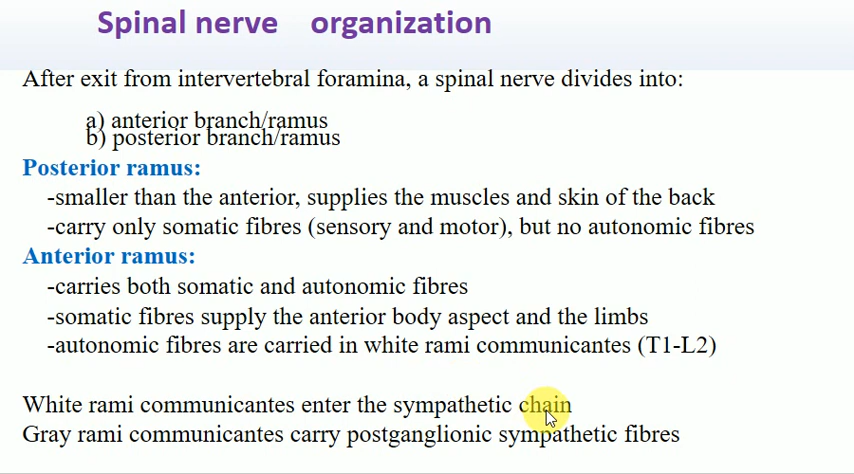 Spinal nerve organization
After exit from intervertebral foramina, a spinal nerve divides into:
a) anterior branch/ramus
b) posterior branch/ramus
Posterior ramus:
-smaller than the anterior, supplies the muscles and skin of the back
-carry only somatic fibres (sensory and motor), but no autonomic fibres
Anterior ramus:
-carries both somatic and autonomic fibres
-somatic fibres supply the anterior body aspect and the limbs
-autonomic fibres are carried in white rami communicantes (T1-L2)
White rami communicantes enter the sympathetic chain
Gray rami communicantes carry postganglionic sympathetic fibres